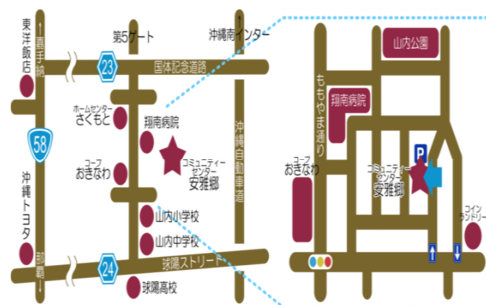 東洋飯店
↑嘉手納
58
沖縄トヨタ
那覇↓
第5ゲート
23
国体記念道路
沖縄南インター
ホームセンター
さくもと
翔南病院
コミュニティー
センター
安雅郷
コープ
おきなわ
沖縄自動車道
山内小学校
山内中学校
24
球陽ストリート
球陽高校
山内公園
ももやま通り
翔南病院
P
コープ
おきなわ
コミュニティー
センター
安雅郷
コイン
ランドリー